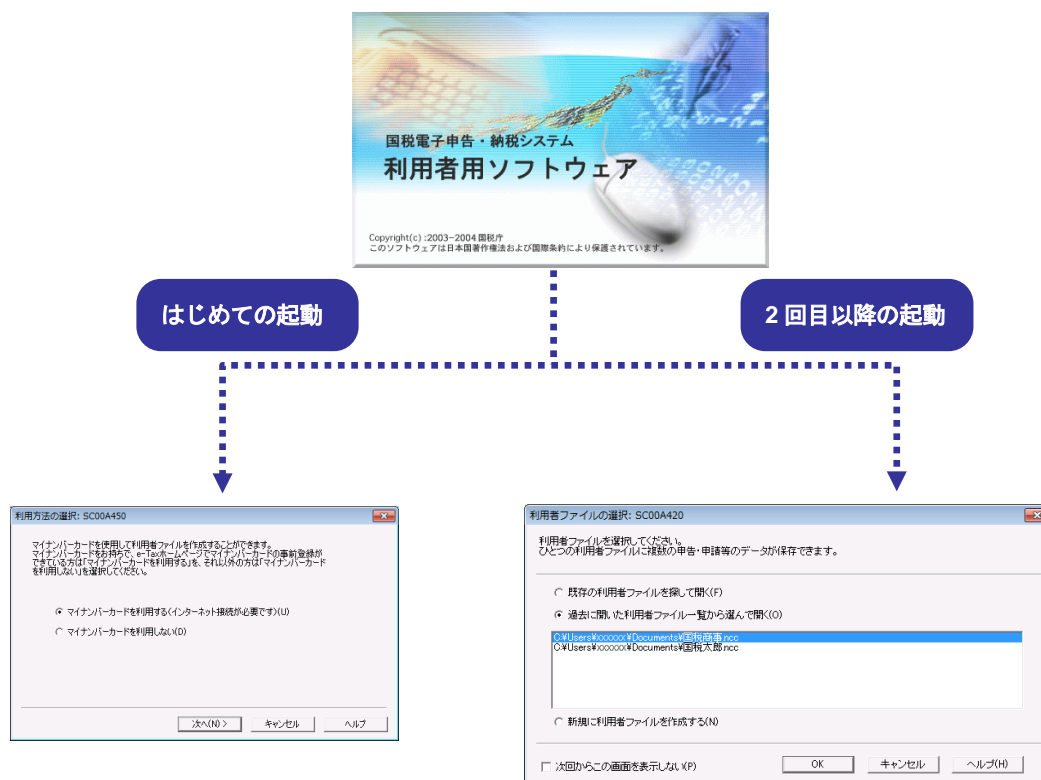 国税電子申告・納税システム
利用者用ソフトウェア
Copyright(c) :2003-2004 国税庁
このソフトウェアは日本国著作権法および国際条約により保護されています。
はじめての起動
2 回目以降の起動
利用方法の選択: SC00A450
マイナンバーカードを使用して利用者ファイルを作成することができます。
マイナンバーカードをお持ちで、e-Taxホームページでマイナンバーカードの事前登録が
できている方は「マイナンバーカードを利用する」を、それ以外の方は「マイナンバーカード
を利用しない」を選択してください。
マイナンバーカードを利用する(インターネット接続が必要です)(U)
マイナンバーカードを利用しない(D)
次へ(N) >
キャンセル
ヘルプ
利用者ファイルの選択: SC00A420
利用者ファイルを選択してください。
ひとつの利用者ファイルに複数の申告・申請等のデータが保存できます。
既存の利用者ファイルを探して開く(F)
過去に開いた利用者ファイル一覧から選んで開く(O)
C:¥Users¥xxxxxx¥Documents¥国税商事.ncc
C:¥Users¥xxxxxx¥Documents¥国税太郎.ncc
新規に利用者ファイルを作成する(N)
次回からこの画面を表示しない(P)
OK
キャンセル
ヘルプ(H)